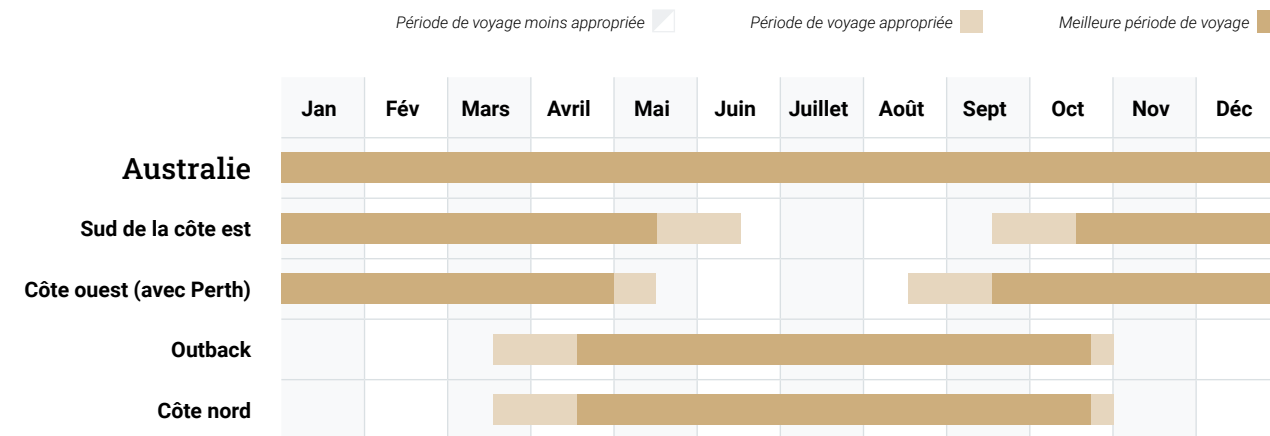 Période de voyage moins appropriée Période de voyage appropriée Meilleure période de voyage
Jan Fév Mars Avril Mai Juin Juillet Août Sept Oct Nov Déc
Australie
Sud de la côte est
Côte ouest (avec Perth)
Outback
Côte nord